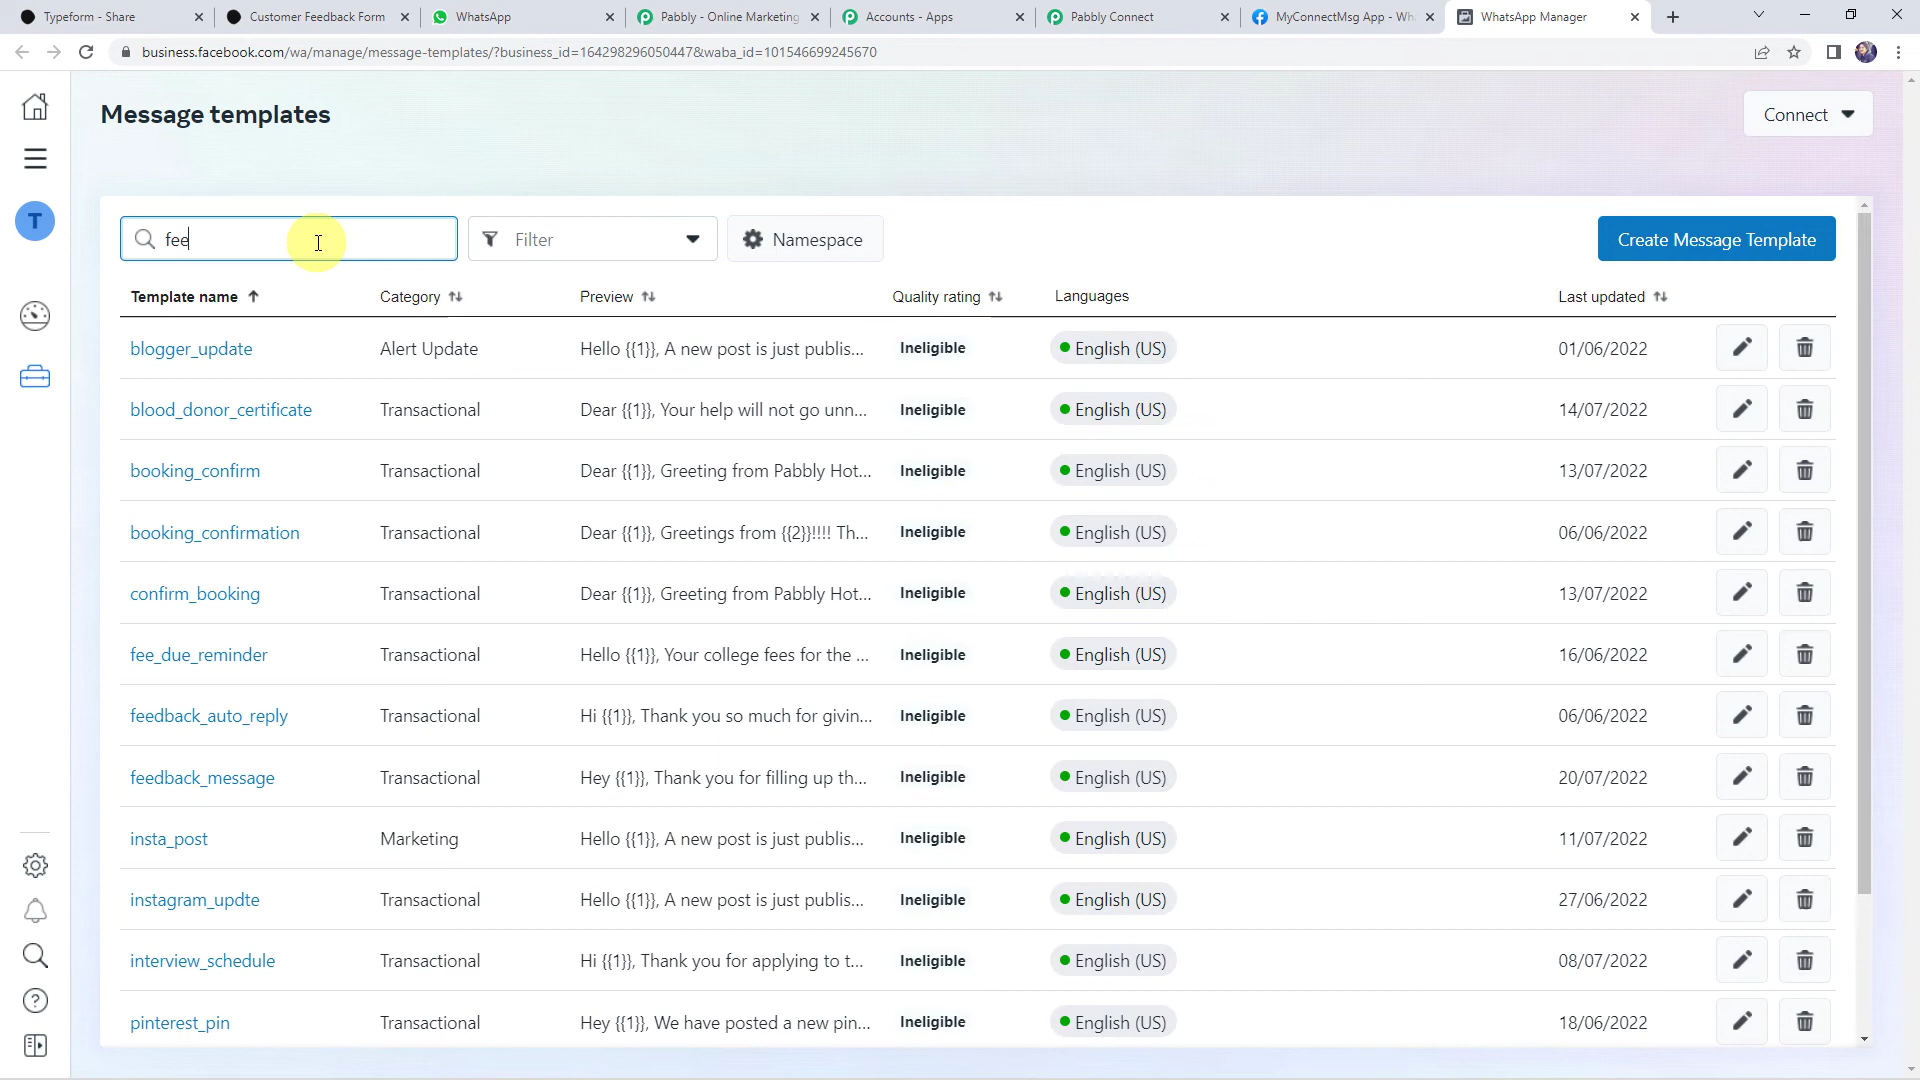 Typeform - Share
Customer Feedback Form
WhatsApp
Pabbly - Online Marketing
Accounts - Apps
Pabbly Connect
MyConnectMsg App - Wh
WhatsApp Manager
business.facebook.com/wa/manage/message-templates/?business_id=164298296050447&waba_id=101546699245670
Message templates
Connect
T
fee
Filter
Namespace
Create Message Template
Template name Category Preview Quality rating Languages Last updated
blogger_update Alert Update Hello {{1}}, A new post is just publis... Ineligible English (US) 01/06/2022
blood_donor_certificate Transactional Dear {{1}}, Your help will not go unn... Ineligible English (US) 14/07/2022
booking_confirm Transactional Dear {{1}}, Greeting from Pabbly Hot... Ineligible English (US) 13/07/2022
booking_confirmation Transactional Dear {{1}}, Greetings from {{2}}!!!! Th... Ineligible English (US) 06/06/2022
confirm_booking Transactional Dear {{1}}, Greeting from Pabbly Hot... Ineligible English (US) 13/07/2022
fee_due_reminder Transactional Hello {{1}}, Your college fees for the ... Ineligible English (US) 16/06/2022
feedback_auto_reply Transactional Hi {{1}}, Thank you so much for givin... Ineligible English (US) 06/06/2022
feedback_message Transactional Hey {{1}}, Thank you for filling up th... Ineligible English (US) 20/07/2022
insta_post Marketing Hello {{1}}, A new post is just publis... Ineligible English (US) 11/07/2022
instagram_updte Transactional Hello {{1}}, A new post is just publis... Ineligible English (US) 27/06/2022
interview_schedule Transactional Hi {{1}}, Thank you for applying to t... Ineligible English (US) 08/07/2022
pinterest_pin Transactional Hey {{1}}, We have posted a new pin... Ineligible English (US) 18/06/2022